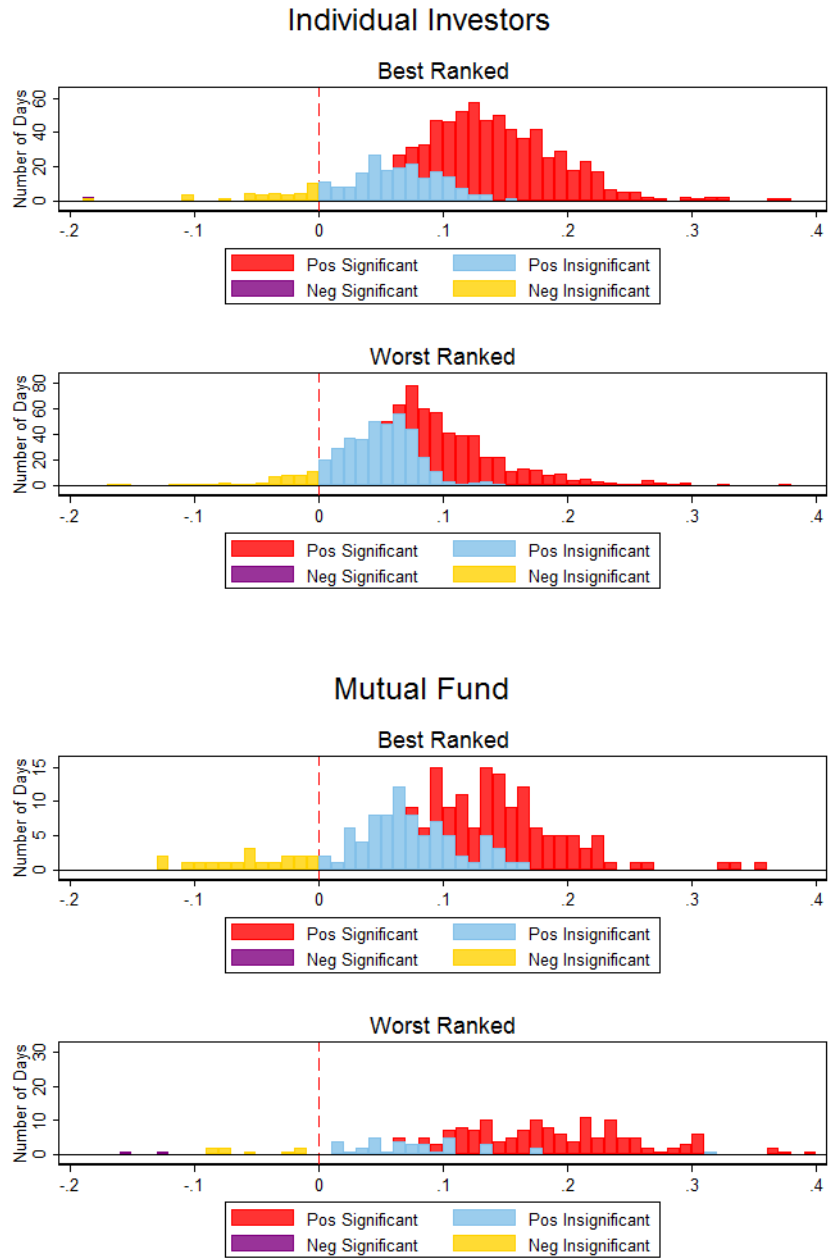 Individual Investors
Best Ranked
Number of Days
60
40
20
0
-.2 -.1 0 .1 .2 .3 .4
Pos Significant Pos Insignificant
Neg Significant Neg Insignificant
Worst Ranked
Number of Days
80
60
40
20
0
-.2 -.1 0 .1 .2 .3 .4
Pos Significant Pos Insignificant
Neg Significant Neg Insignificant
Mutual Fund
Best Ranked
Number of Days
15
10
5
0
-.2 -.1 0 .1 .2 .3 .4
Pos Significant Pos Insignificant
Neg Significant Neg Insignificant
Worst Ranked
Number of Days
30
20
10
0
-.2 -.1 0 .1 .2 .3 .4
Pos Significant Pos Insignificant
Neg Significant Neg Insignificant